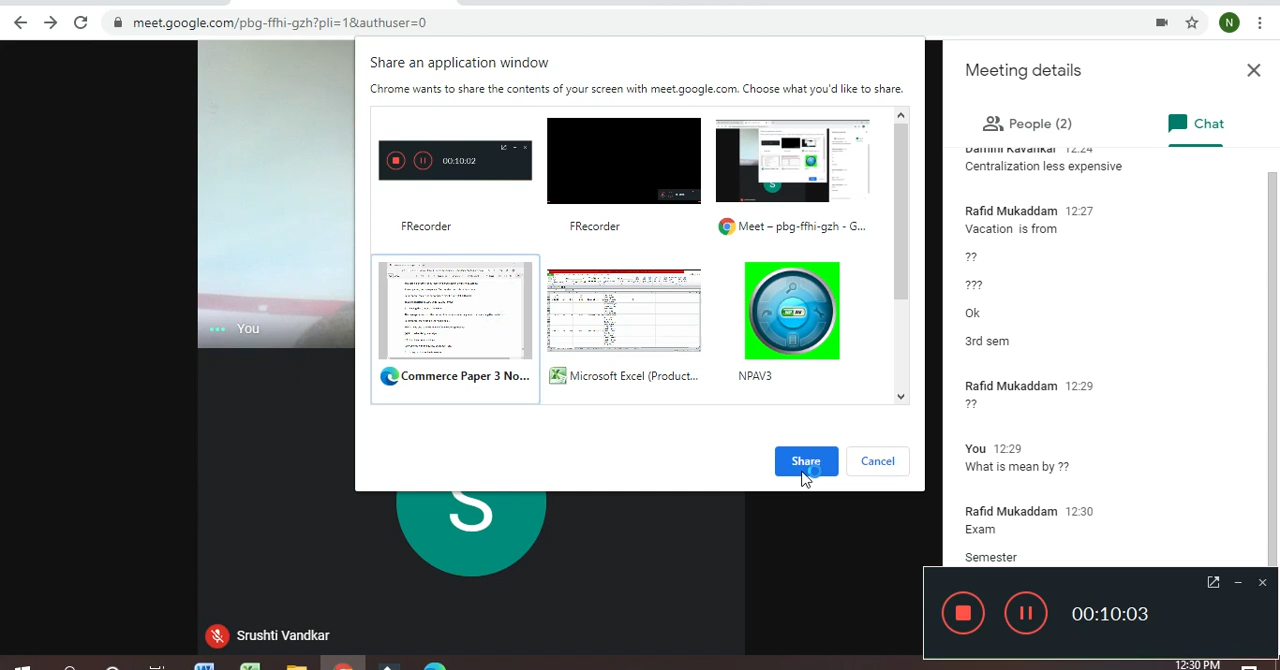 meet.google.com/pbg-ffhi-gzh?pli=1&authuser=0
N
Share an application window
Chrome wants to share the contents of your screen with meet.google.com. Choose what you'd like to share.
00:10:02
FRecorder
FRecorder
Meet – pbg-ffhi-gzh - G...
Commerce Paper 3 No...
Microsoft Excel (Product...
NPAV3
Share
Cancel
You
S
Srushti Vandkar
Meeting details
People (2)
Chat
Damini Kavankar 12:24
Centralization less expensive
Rafid Mukaddam 12:27
Vacation is from
??
???
Ok
3rd sem
Rafid Mukaddam 12:29
??
You 12:29
What is mean by ??
Rafid Mukaddam 12:30
Exam
Semester
00:10:03
12:30 PM